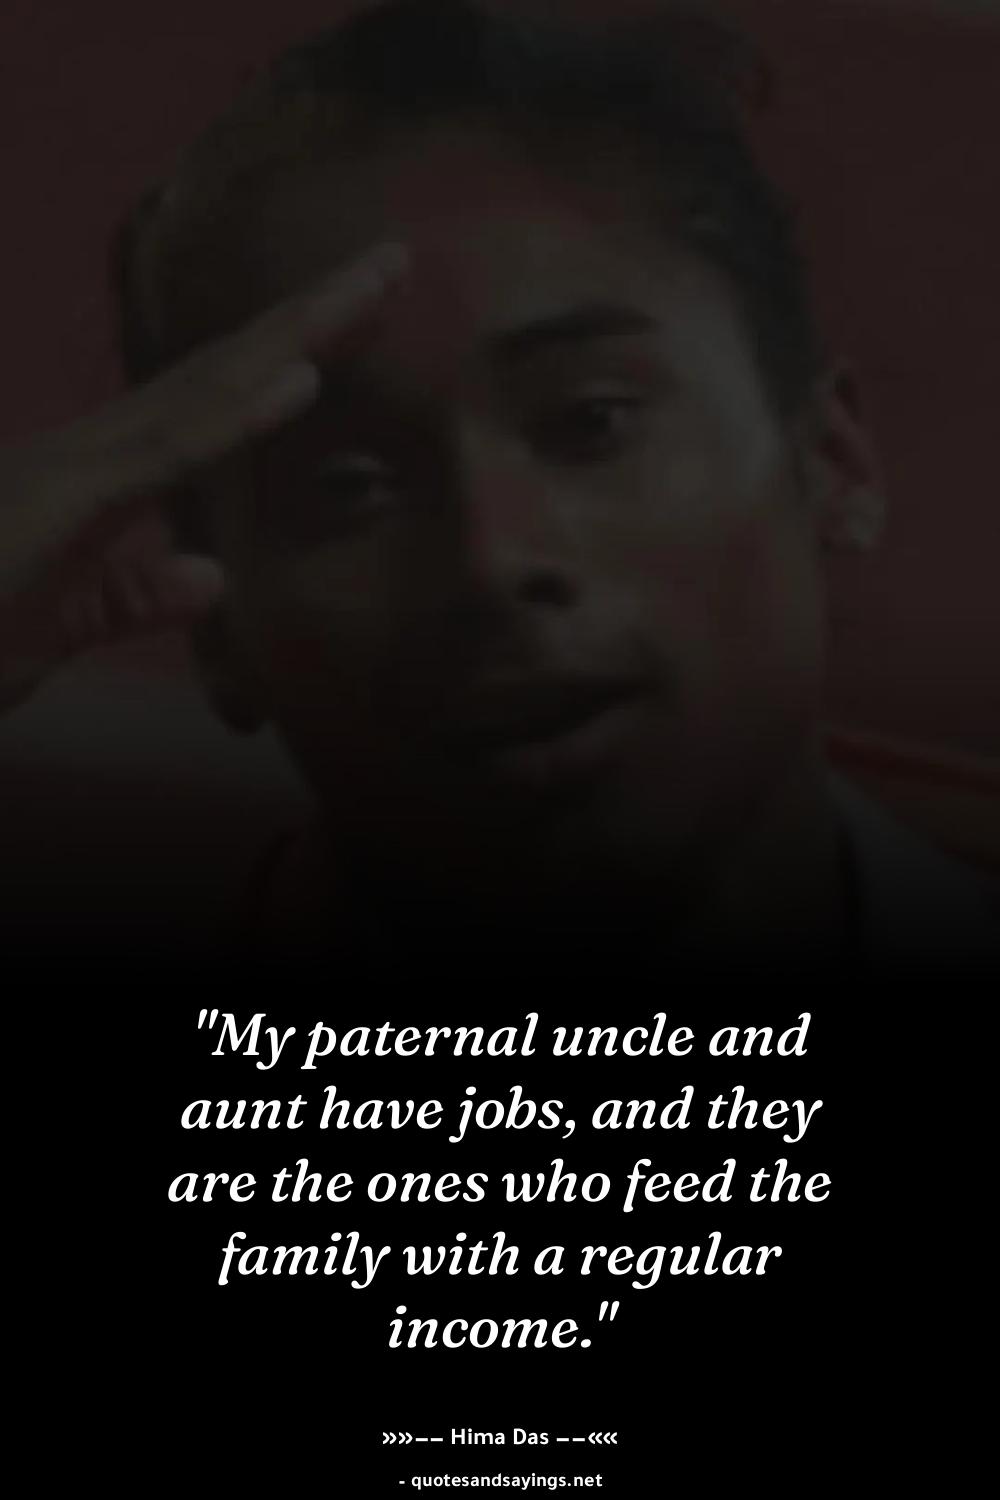 "My paternal uncle and
aunt have jobs, and they
are the ones who feed the
family with a regular
income."
»»−− Hima Das −−««
- quotesandsayings.net